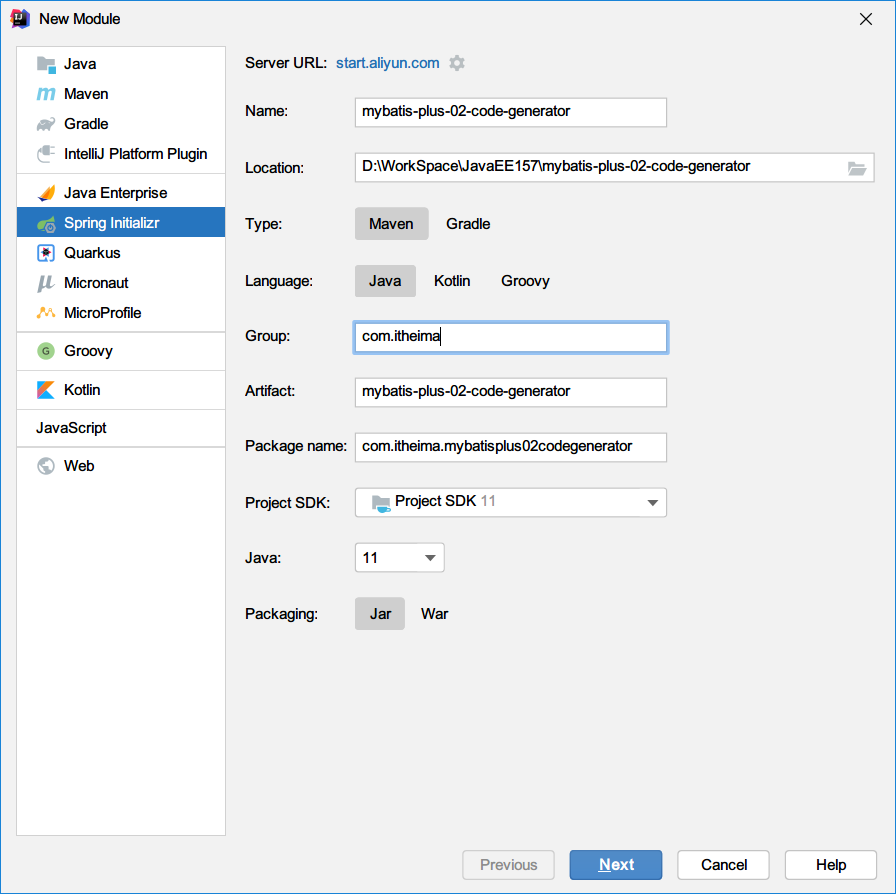 New Module
Java
Maven
Gradle
IntelliJ Platform Plugin
Java Enterprise
Spring Initializr
Quarkus
Micronaut
MicroProfile
Groovy
Kotlin
JavaScript
Web
Server URL: start.aliyun.com
Name: mybatis-plus-02-code-generator
Location: D:\WorkSpace\JavaEE157\mybatis-plus-02-code-generator
Type: Maven Gradle
Language: Java Kotlin Groovy
Group: com.itheima
Artifact: mybatis-plus-02-code-generator
Package name: com.itheima.mybatisplus02codegenerator
Project SDK: Project SDK 11
Java: 11
Packaging: Jar War
Previous Next Cancel Help